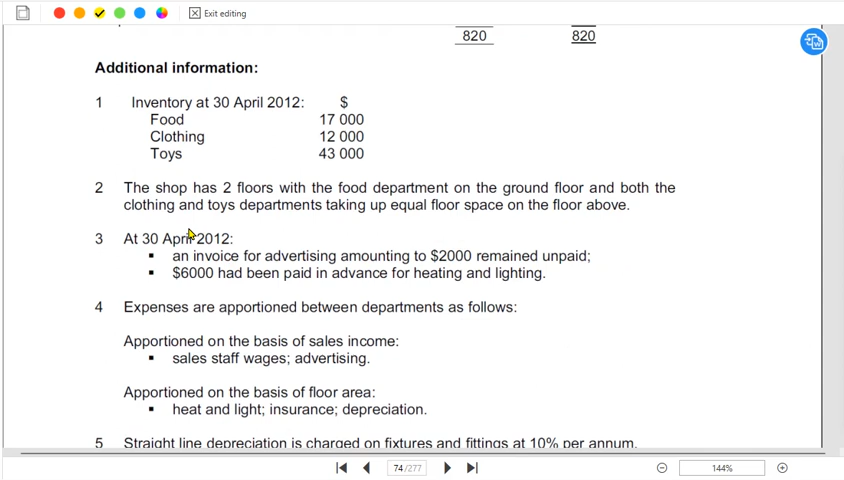 Exit editing
820 820
Additional information:
1 Inventory at 30 April 2012: $
Food 17 000
Clothing 12 000
Toys 43 000
2 The shop has 2 floors with the food department on the ground floor and both the
clothing and toys departments taking up equal floor space on the floor above.
3 At 30 April 2012:
▪ an invoice for advertising amounting to $2000 remained unpaid;
▪ $6000 had been paid in advance for heating and lighting.
4 Expenses are apportioned between departments as follows:
Apportioned on the basis of sales income:
▪ sales staff wages; advertising.
Apportioned on the basis of floor area:
▪ heat and light; insurance; depreciation.
5 Straight line depreciation is charged on fixtures and fittings at 10% per annum.
74 /277 144%